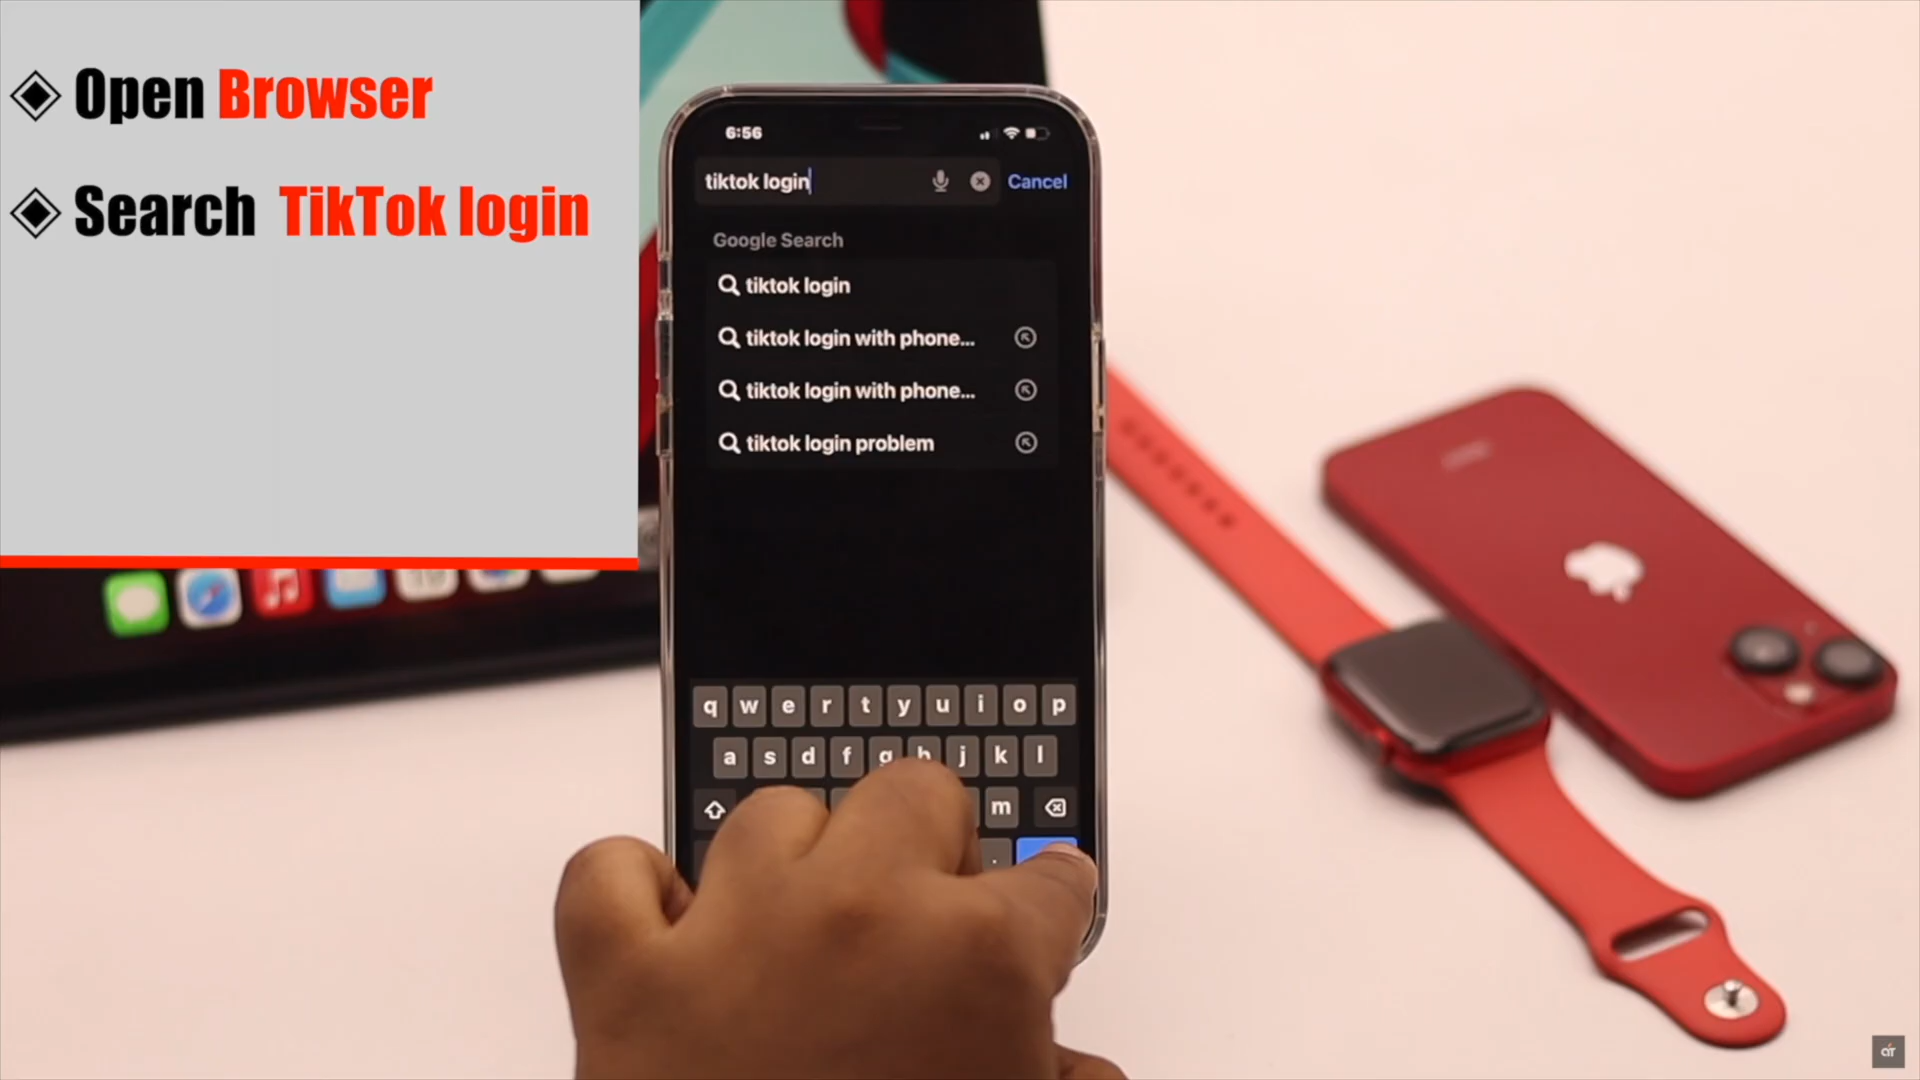 Open Browser
Search TikTok login
6:56
tiktok login
Cancel
Google Search
tiktok login
tiktok login with phone...
tiktok login with phone...
tiktok login problem
q w e r t y u i o p
a s d f g h j k l
m
.